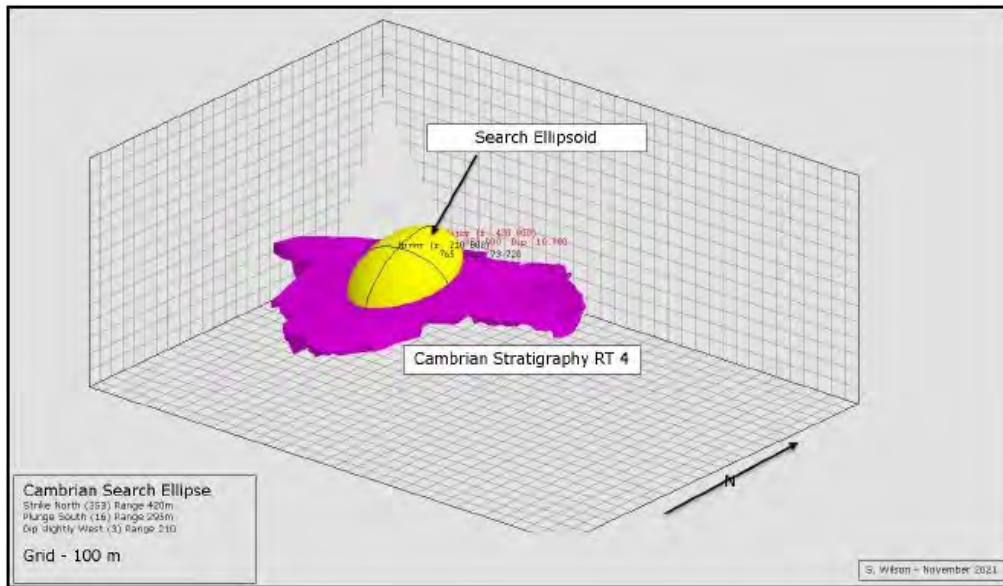 Search Ellipsoid
Cambrian Stratigraphy RT 4
N
Cambrian Search Ellipse
Strike North (353) Range 420m
Plunge South (16) Range 295m
Dip slightly West (3) Range 210
Grid - 100 m
S. Wilson - November 2021